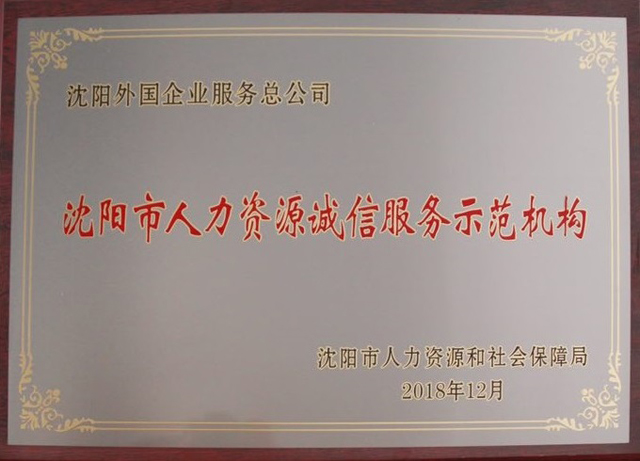 沈阳外国企业服务总公司
沈阳市人力资源诚信服务示范机构
沈阳市人力资源和社会保障局
2018年12月